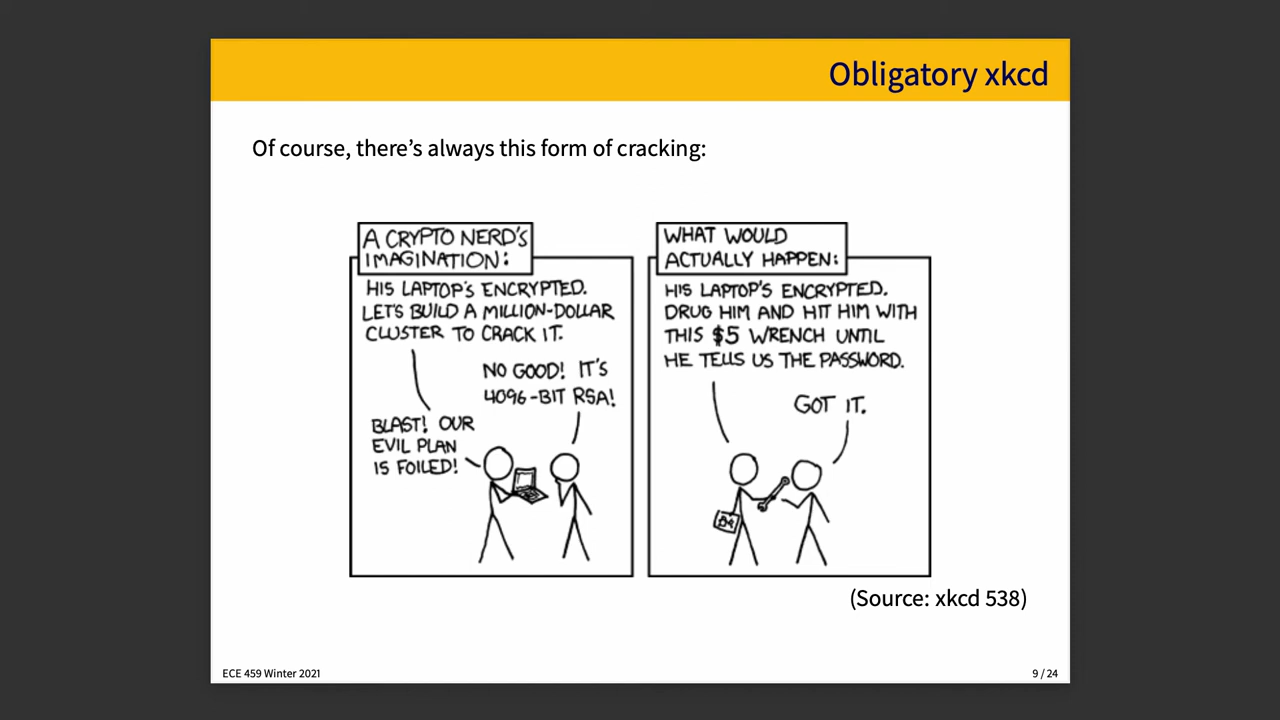 Obligatory xkcd
Of course, there's always this form of cracking:
A CRYPTO NERD'S
IMAGINATION:
HIS LAPTOP'S ENCRYPTED.
LET'S BUILD A MILLION-DOLLAR
CLUSTER TO CRACK IT.
NO GOOD! IT'S
4096-BIT RSA!
BLAST! OUR
EVIL PLAN
IS FOILED!
WHAT WOULD
ACTUALLY HAPPEN:
HIS LAPTOP'S ENCRYPTED.
DRUG HIM AND HIT HIM WITH
THIS $5 WRENCH UNTIL
HE TELLS US THE PASSWORD.
GOT IT.
(Source: xkcd 538)
ECE 459 Winter 2021
9 / 24